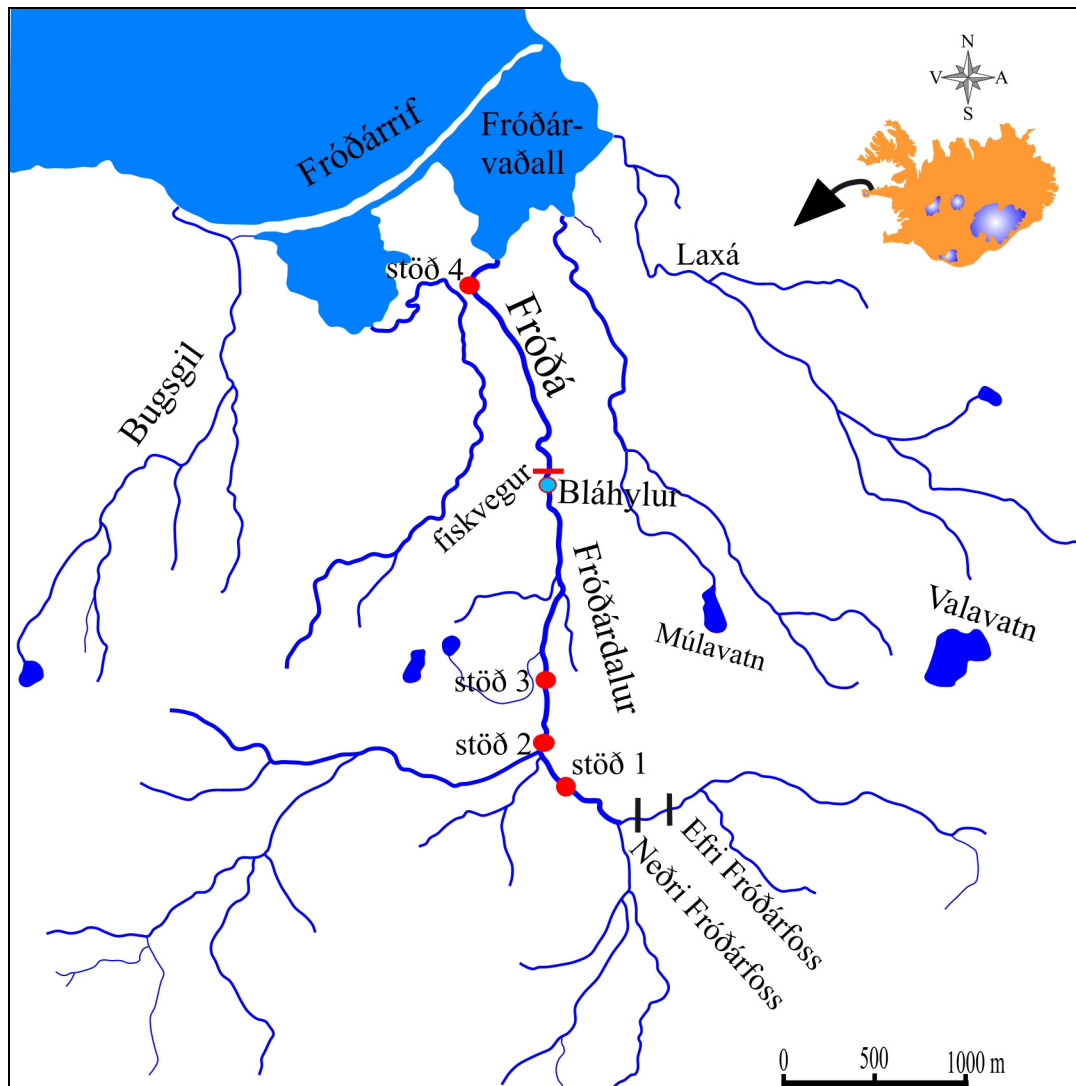 N
V A
S
Fróðárrif
Fróðár-
vaðall
stöð 4
Laxá
Fróðá
Bugsgil
fiskvegur
Bláhylur
Fróðárdalur
Múlavatn
Valavatn
stöð 3
stöð 2
stöð 1
Efri Fróðárfoss
Neðri Fróðárfoss
0 500 1000 m